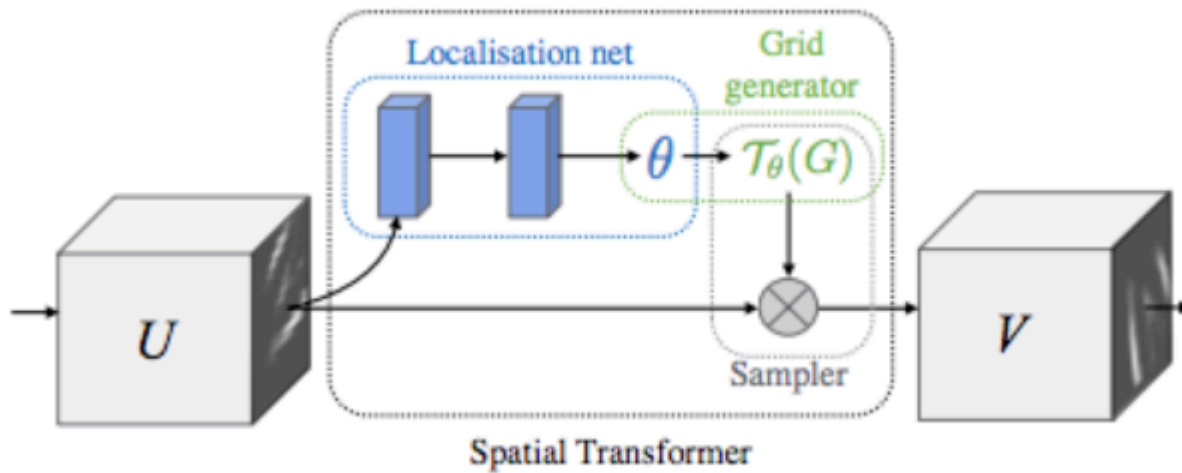 Localisation net
Grid
generator
θ
𝒯θ(G)
U
V
Sampler
Spatial Transformer